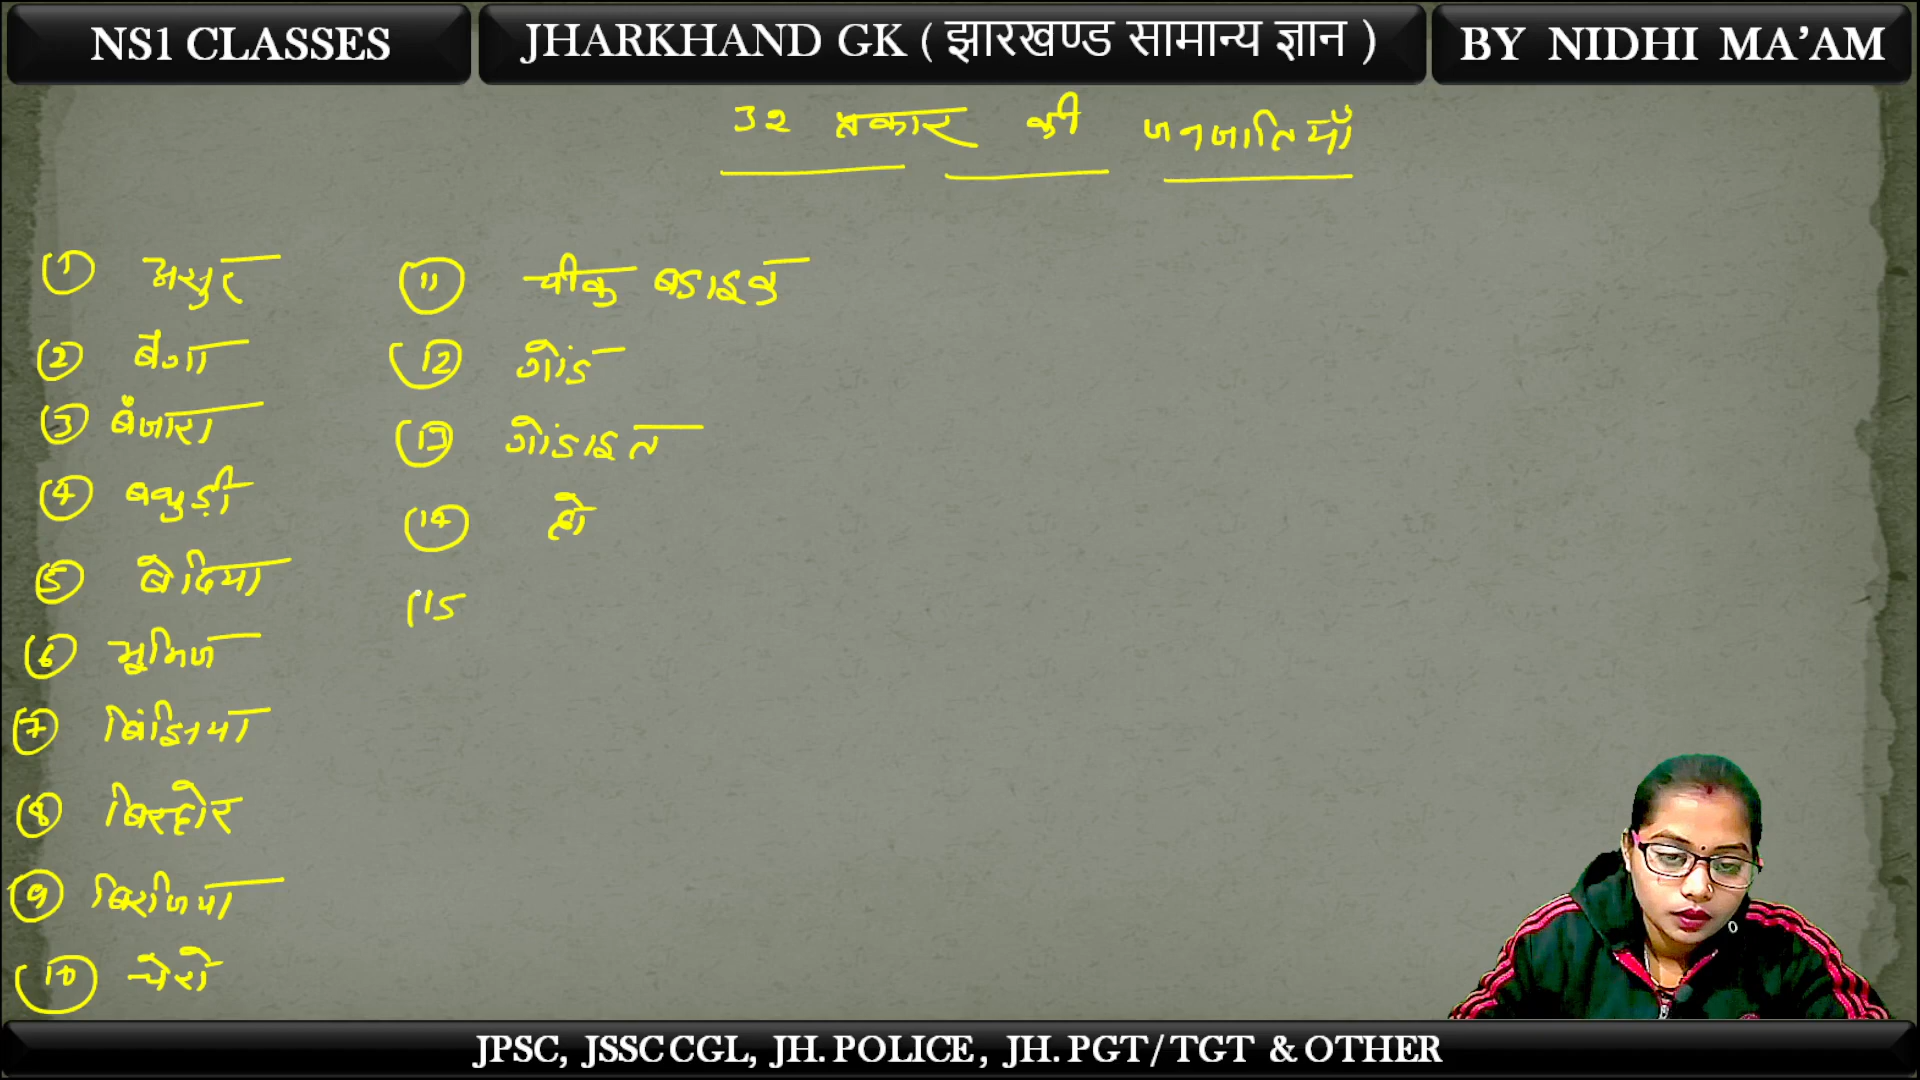 NS1 CLASSES
JHARKHAND GK ( झारखण्ड सामान्य ज्ञान )
BY NIDHI MA’AM
32 प्रकार की जनजातियाँ
① असुर
② बैगा
③ बंजारा
④ बथुड़ी
⑤ बेदिया
⑥ भूमिज
⑦ बिंझिया
⑧ बिरहोर
⑨ बिरजिया
⑩ चेरो
⑪ चीक बड़ाइक
⑫ गोंड
⑬ गोंडाइत
⑭ हो
(15
JPSC, JSSC CGL, JH. POLICE, JH. PGT/TGT & OTHER